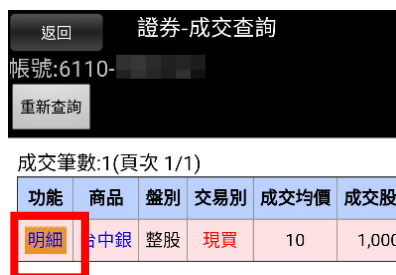 返回 證券-成交查詢
帳號:6110-
重新查詢
成交筆數:1(頁次 1/1)
功能 商品 盤別 交易別 成交均價 成交股
明細 台中銀 整股 現買 10 1,000